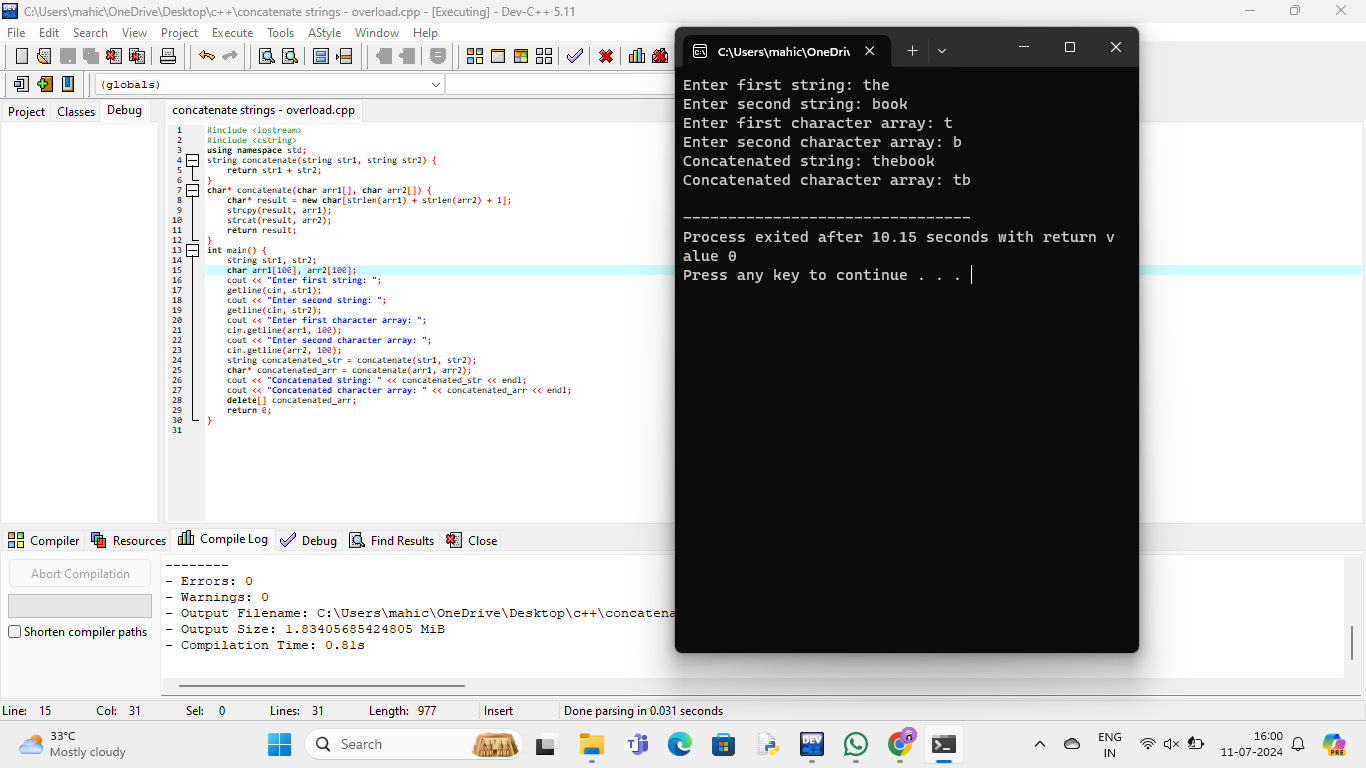 C:\Users\mahic\OneDrive\Desktop\c++\concatenate strings - overload.cpp - [Executing] - Dev-C++ 5.11
File Edit Search View Project Execute Tools AStyle Window Help
(globals)
Project Classes Debug
concatenate strings - overload.cpp
1 #include <iostream>
2 #include <cstring>
3 using namespace std;
4 string concatenate(string str1, string str2) {
5 return str1 + str2;
6 }
7 char* concatenate(char arr1[], char arr2[]) {
8 char* result = new char[strlen(arr1) + strlen(arr2) + 1];
9 strcpy(result, arr1);
10 strcat(result, arr2);
11 return result;
12 }
13 int main() {
14 string str1, str2;
15 char arr1[100], arr2[100];
16 cout << "Enter first string: ";
17 getline(cin, str1);
18 cout << "Enter second string: ";
19 getline(cin, str2);
20 cout << "Enter first character array: ";
21 cin.getline(arr1, 100);
22 cout << "Enter second character array: ";
23 cin.getline(arr2, 100);
24 string concatenated_str = concatenate(str1, str2);
25 char* concatenated_arr = concatenate(arr1, arr2);
26 cout << "Concatenated string: " << concatenated_str << endl;
27 cout << "Concatenated character array: " << concatenated_arr << endl;
28 delete[] concatenated_arr;
29 return 0;
30 }
31
C:\Users\mahic\OneDri
Enter first string: the
Enter second string: book
Enter first character array: t
Enter second character array: b
Concatenated string: thebook
Concatenated character array: tb
--------------------------------
Process exited after 10.15 seconds with return v
alue 0
Press any key to continue . . .
Compiler Resources Compile Log Debug Find Results Close
Abort Compilation
Shorten compiler paths
--------
- Errors: 0
- Warnings: 0
- Output Filename: C:\Users\mahic\OneDrive\Desktop\c++\concatena
- Output Size: 1.83405685424805 MiB
- Compilation Time: 0.81s
Line: 15 Col: 31 Sel: 0 Lines: 31 Length: 977 Insert Done parsing in 0.031 seconds
33°C
Mostly cloudy
Search
DEV
PRE
ENG
IN
16:00
11-07-2024